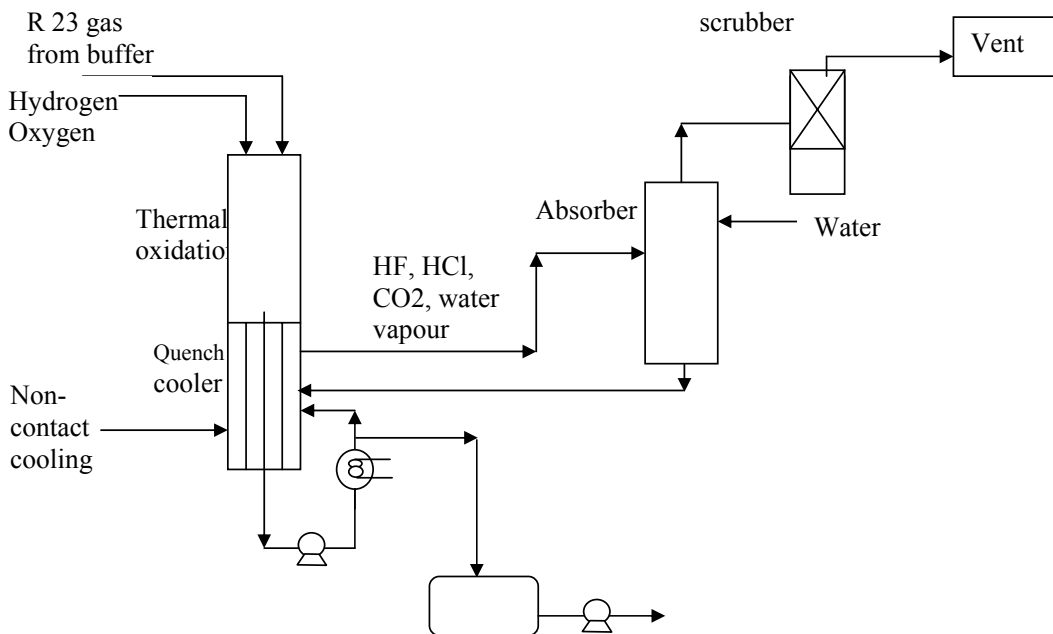 R 23 gas
from buffer
Hydrogen
Oxygen
scrubber
Vent
Thermal
oxidation
Absorber
Water
HF, HCl,
CO2, water
vapour
Quench
cooler
Non-
contact
cooling